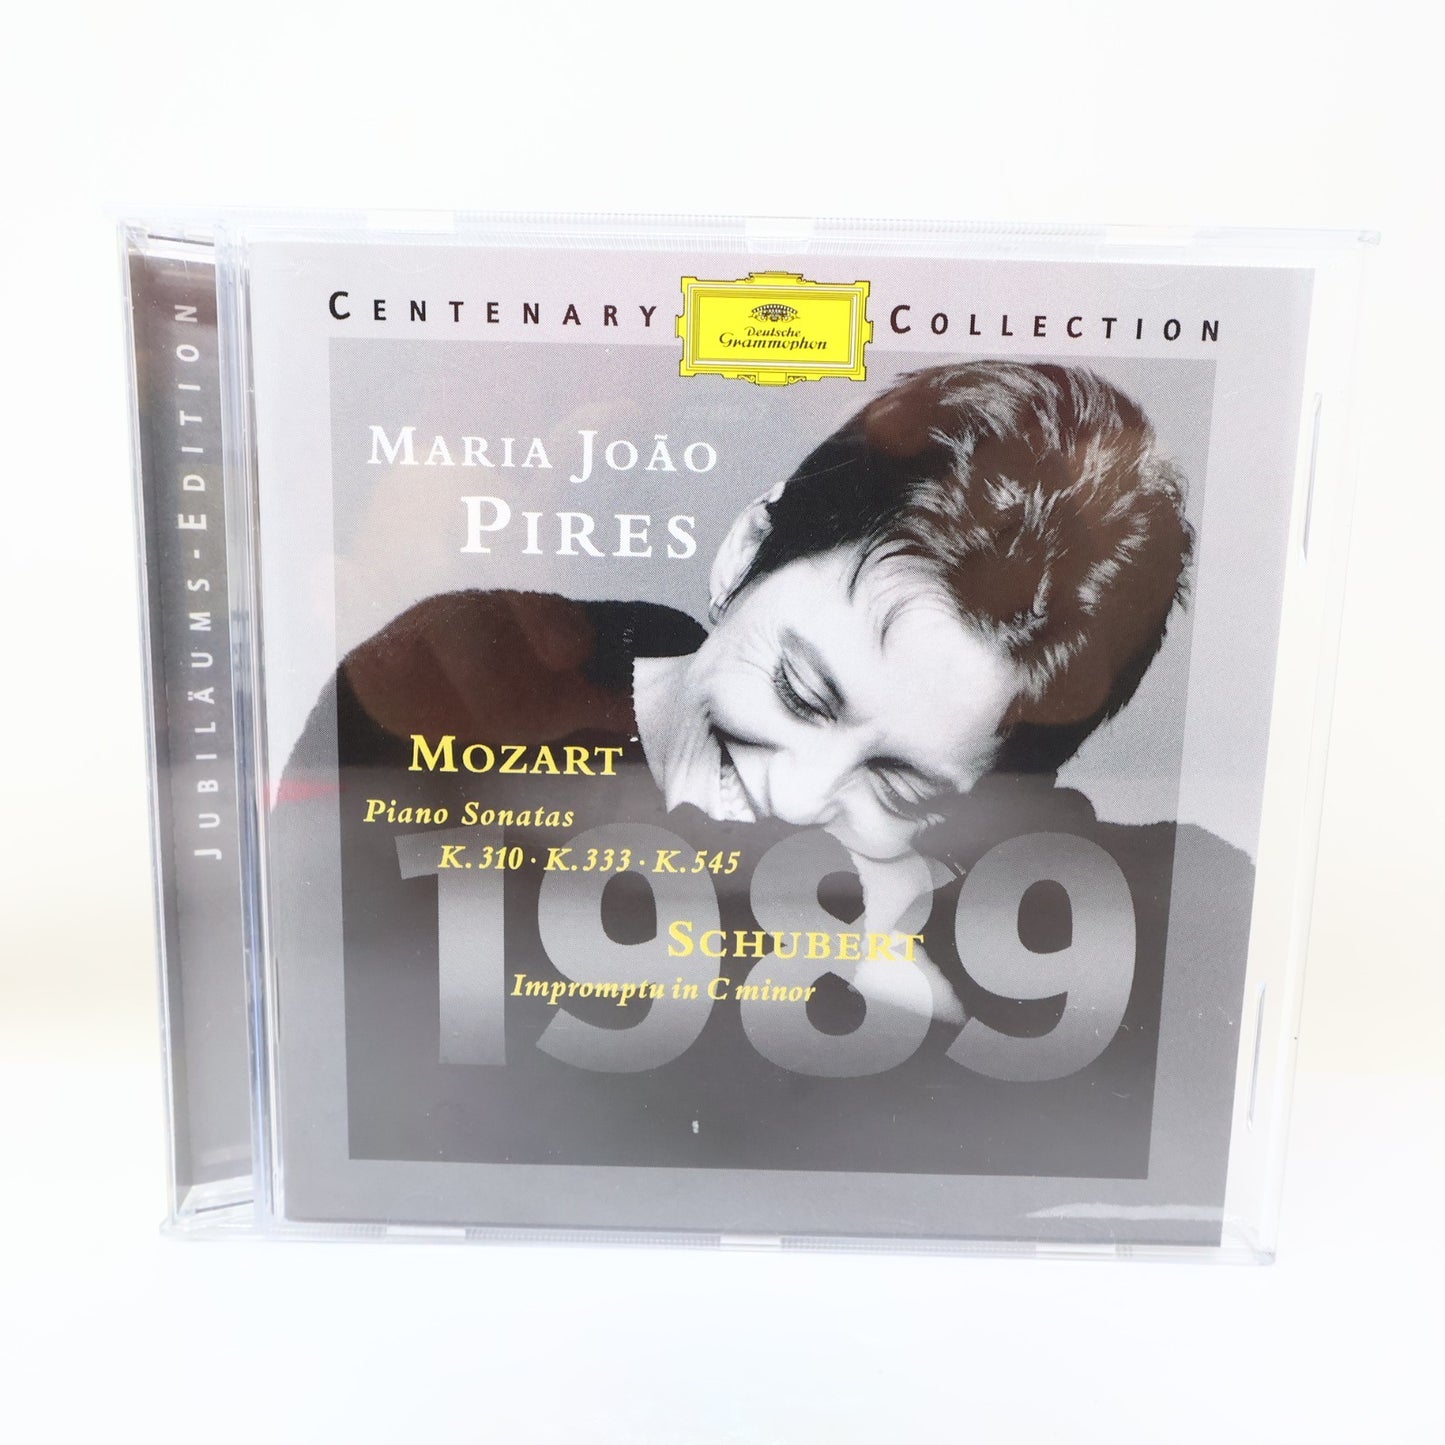 JUBILÄUMS-EDITION
CENTENARY COLLECTION
Deutsche
Grammophon
MARIA JOÃO
PIRES
MOZART
Piano Sonatas
K. 310 · K. 333 · K. 545
1989
SCHUBERT
Impromptu in C minor